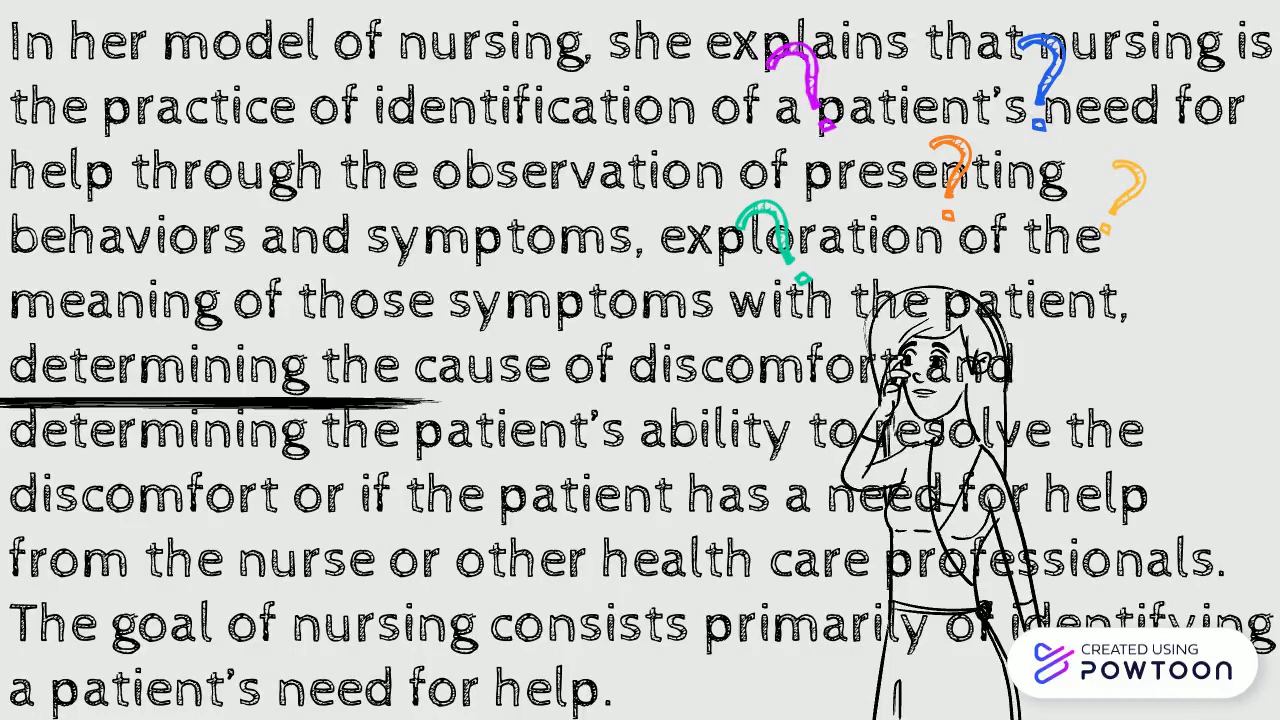 In her model of nursing, she explains that nursing is
the practice of identification of a patient's need for
help through the observation of presenting
behaviors and symptoms, exploration of the
meaning of those symptoms with the patient,
determining the cause of discomfort, and
determining the patient's ability to resolve the
discomfort or if the patient has a need for help
from the nurse or other health care professionals.
The goal of nursing consists primarily of identifying
a patient's need for help.
? ? ? ? ?
CREATED USING
POWTOON